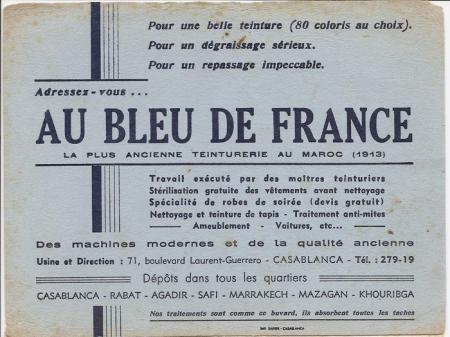 Pour une belle teinture (80 coloris au choix).
Pour un dégraissage sérieux.
Pour un repassage impeccable.
Adressez-vous ...
AU BLEU DE FRANCE
LA PLUS ANCIENNE TEINTURERIE AU MAROC (1913)
Travail exécuté par des maîtres teinturiers
Stérilisation gratuite des vêtements avant nettoyage
Spécialité de robes de soirée (devis gratuit)
Nettoyage et teinture de tapis - Traitement anti-mites
Ameublement - Voitures, etc...
Des machines modernes et de la qualité ancienne
Usine et Direction : 71, boulevard Laurent-Guerrero - CASABLANCA - Tél. : 279-19
Dépôts dans tous les quartiers
CASABLANCA - RABAT - AGADIR - SAFI - MARRAKECH - MAZAGAN - KHOURIBGA
Nos traitements sont comme ce buvard, ils absorbent toutes les taches